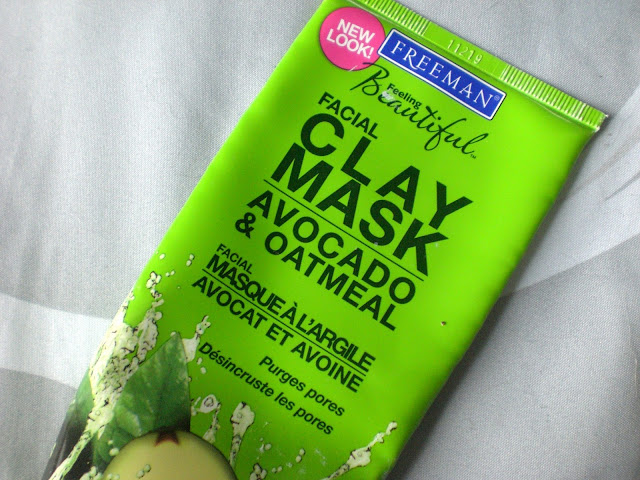 11219
NEW
LOOK!
FREEMAN
Feeling
Beautiful™
FACIAL
CLAY
MASK
AVOCADO
& OATMEAL
FACIAL
MASQUE À L'ARGILE
AVOCAT ET AVOINE
Purges pores
Désincruste les pores